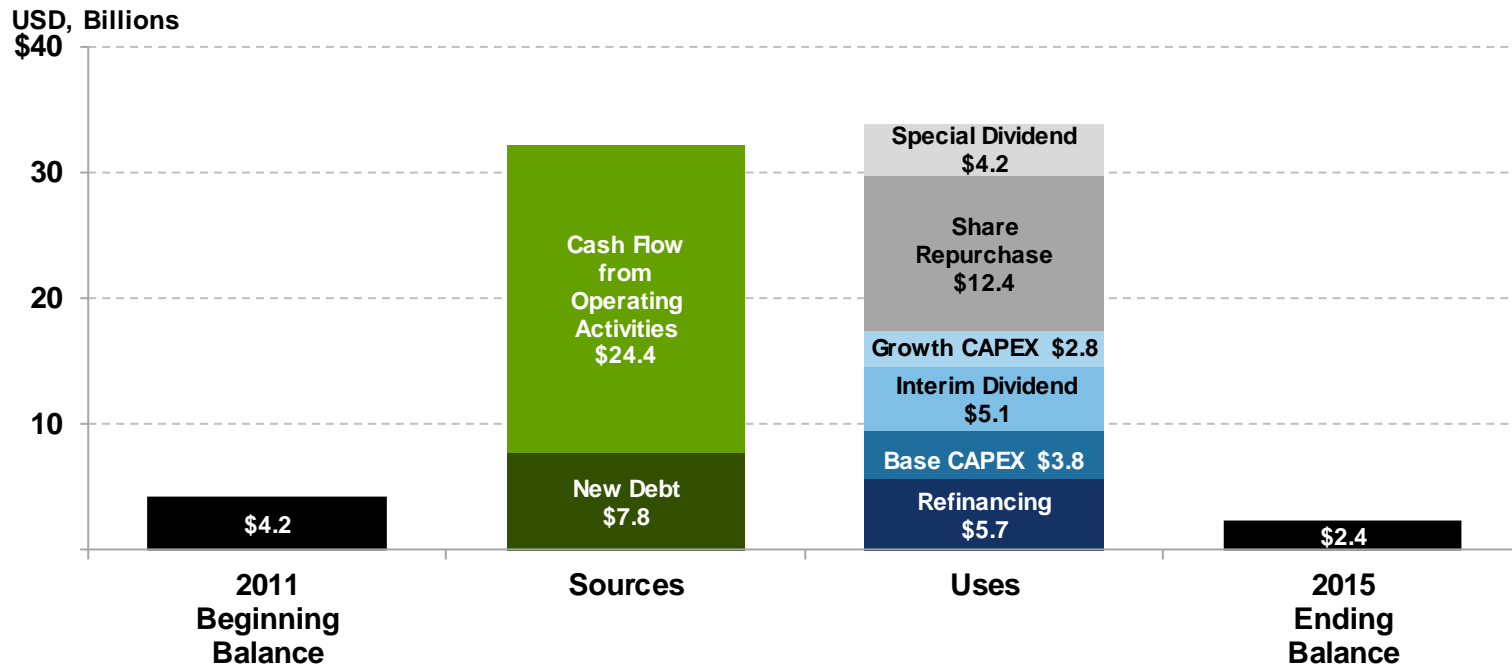 USD, Billions
$40
30
20
10
$4.2
Cash Flow
from
Operating
Activities
$24.4
New Debt
$7.8
Special Dividend
$4.2
Share
Repurchase
$12.4
Growth CAPEX $2.8
Interim Dividend
$5.1
Base CAPEX $3.8
Refinancing
$5.7
$2.4
2011
Beginning
Balance
Sources
Uses
2015
Ending
Balance